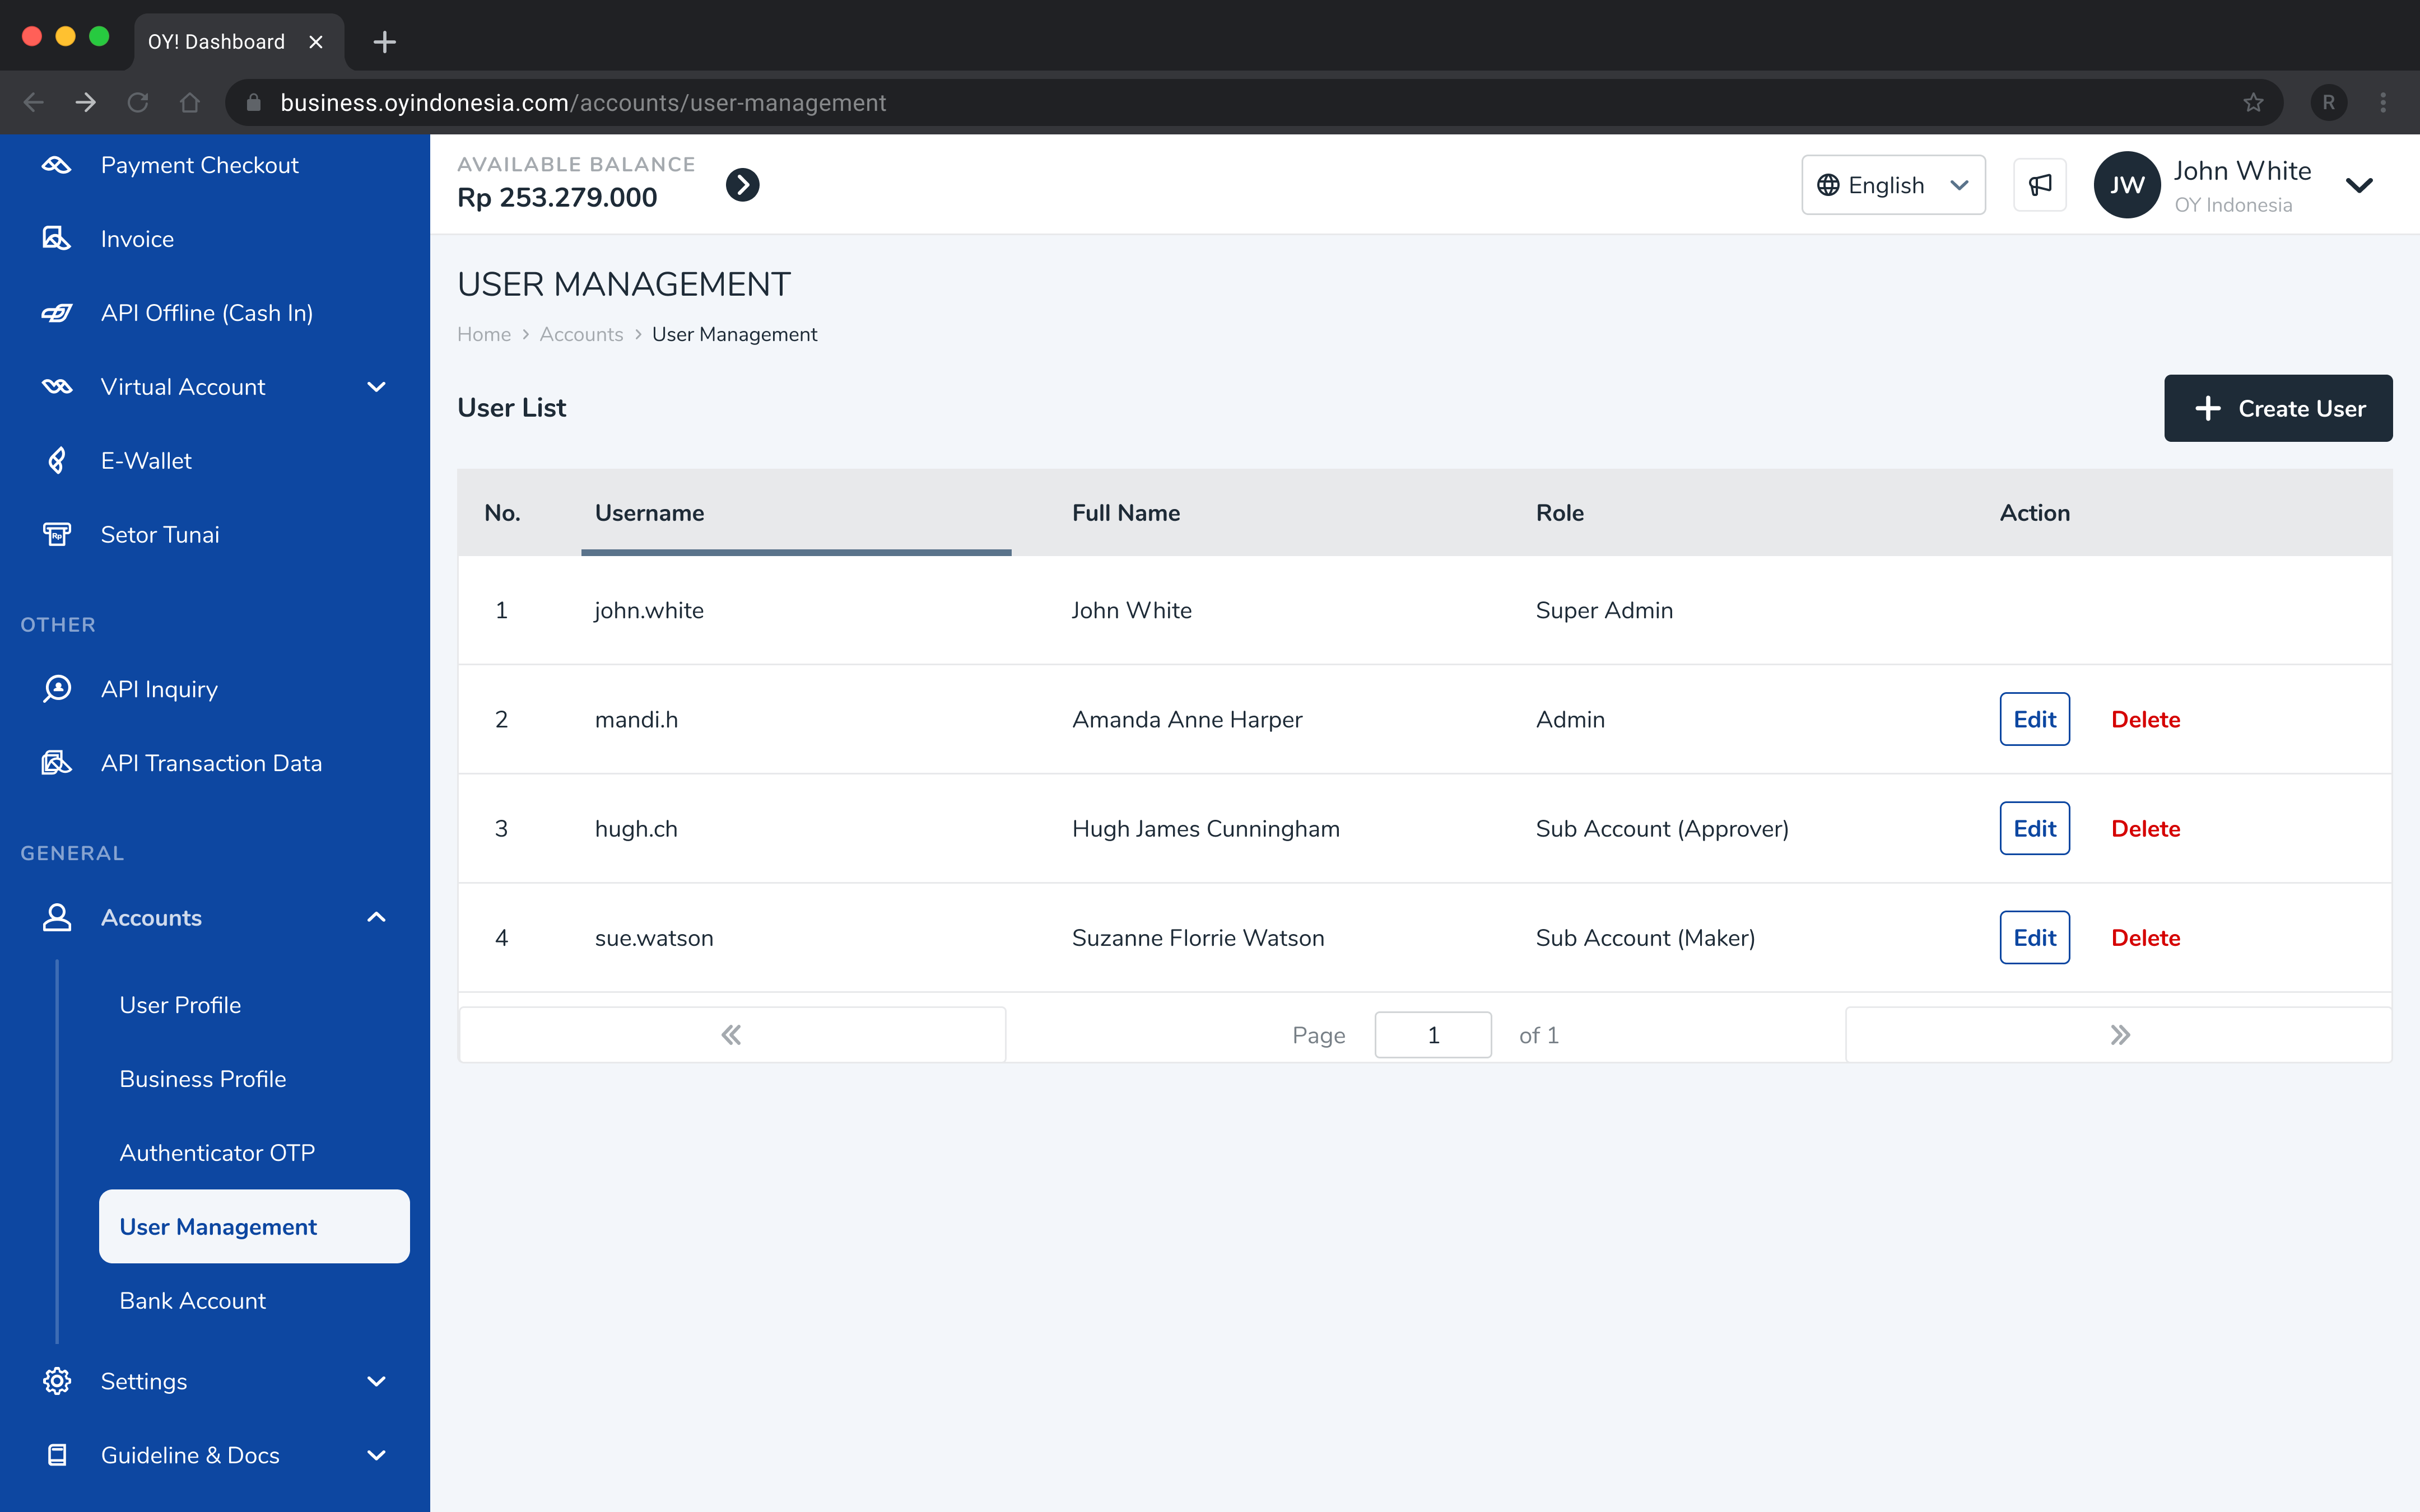 OY! Dashboard
business.oyindonesia.com/accounts/user-management
R
Payment Checkout
Invoice
API Offline (Cash In)
Virtual Account
E-Wallet
Rp
Setor Tunai
OTHER
API Inquiry
API Transaction Data
GENERAL
Accounts
User Profile
Business Profile
Authenticator OTP
User Management
Bank Account
Settings
Guideline & Docs
AVAILABLE BALANCE
Rp 253.279.000
English
JW
John White
OY Indonesia
USER MANAGEMENT
Home > Accounts > User Management
User List
+ Create User
No. Username Full Name Role Action
1 john.white John White Super Admin
2 mandi.h Amanda Anne Harper Admin Edit Delete
3 hugh.ch Hugh James Cunningham Sub Account (Approver) Edit Delete
4 sue.watson Suzanne Florrie Watson Sub Account (Maker) Edit Delete
« Page 1 of 1 »